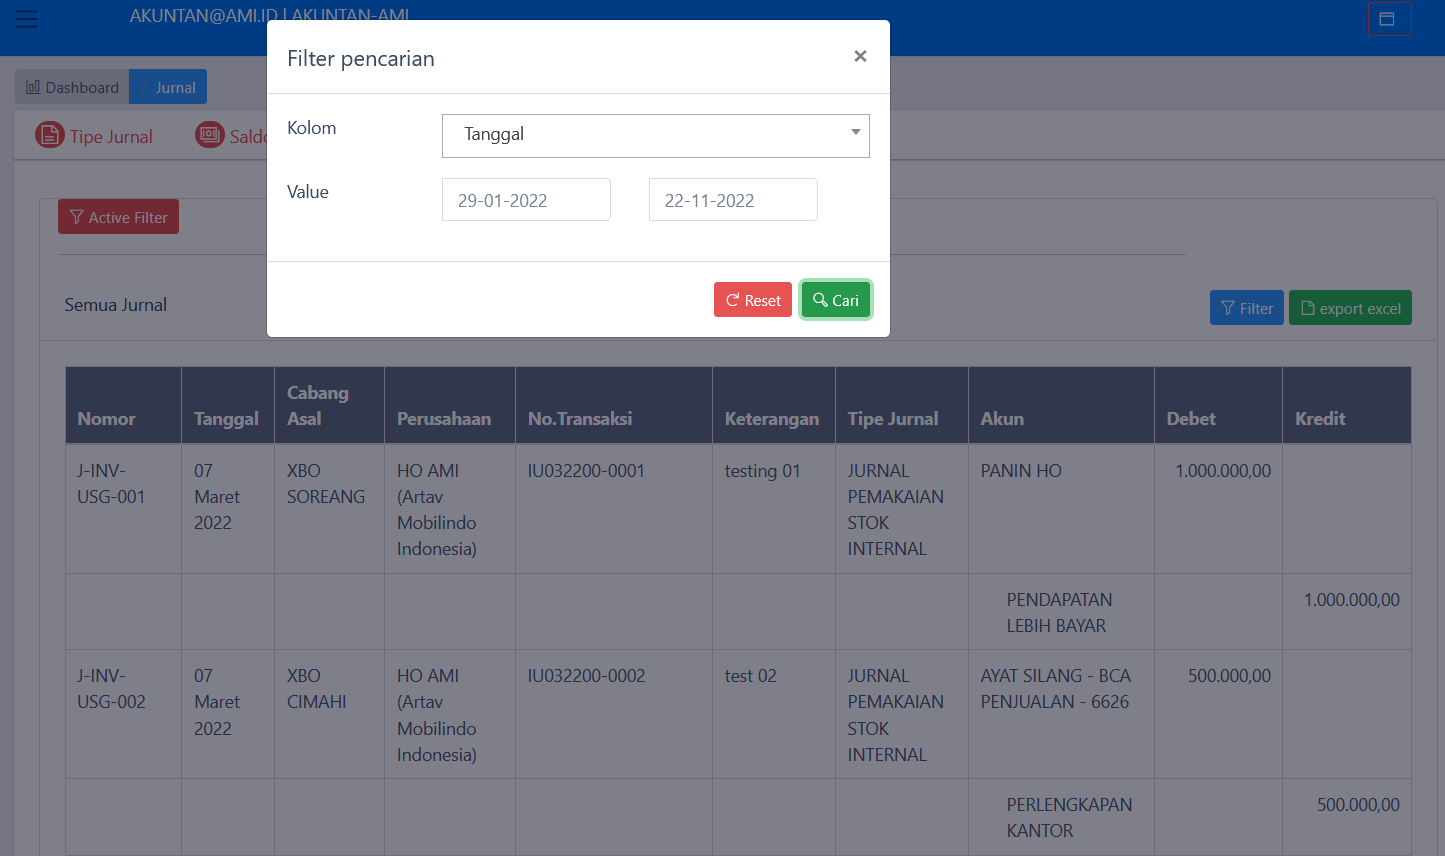 AKUNTAN@AMI.ID | AKUNTAN-AMI
Filter pencarian
×
Kolom
Tanggal
Value
29-01-2022
22-11-2022
Reset
Cari
Dashboard
/ Jurnal
Tipe Jurnal
Saldo
Active Filter
Semua Jurnal
Filter
export excel
Nomor
Tanggal
Cabang
Asal
Perusahaan
No.Transaksi
Keterangan
Tipe Jurnal
Akun
Debet
Kredit
J-INV-
USG-001
07
Maret
2022
XBO
SOREANG
HO AMI
(Artav
Mobilindo
Indonesia)
IU032200-0001
testing 01
JURNAL
PEMAKAIAN
STOK
INTERNAL
PANIN HO
1.000.000,00
PENDAPATAN
LEBIH BAYAR
1.000.000,00
J-INV-
USG-002
07
Maret
2022
XBO
CIMAHI
HO AMI
(Artav
Mobilindo
Indonesia)
IU032200-0002
test 02
JURNAL
PEMAKAIAN
STOK
INTERNAL
AYAT SILANG - BCA
PENJUALAN - 6626
500.000,00
PERLENGKAPAN
KANTOR
500.000,00